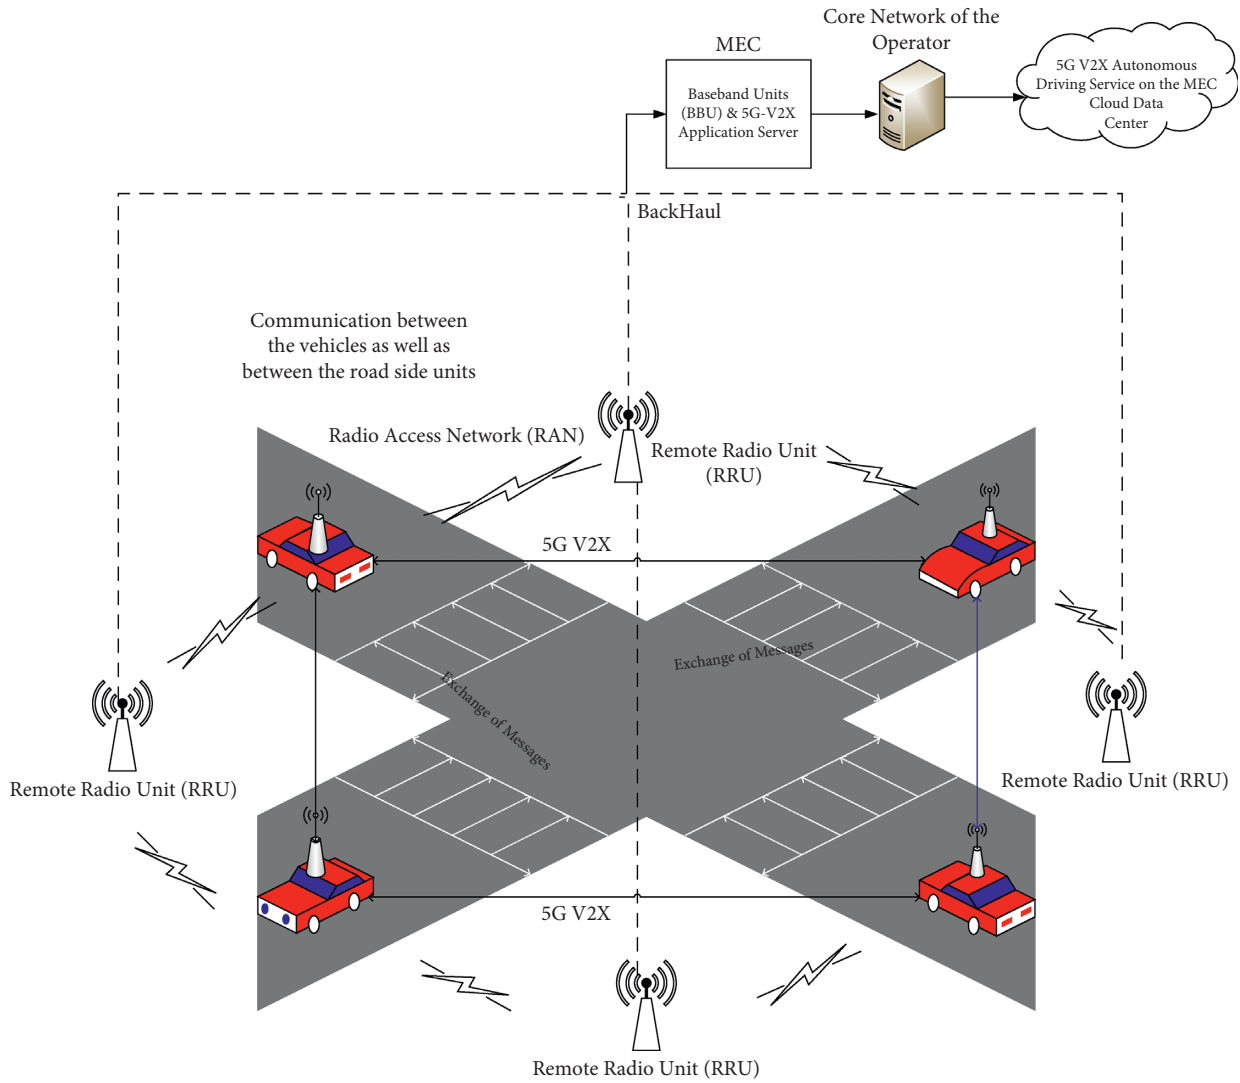 Core Network of the
Operator
MEC
5G V2X Autonomous
Driving Service on the MEC
Cloud Data
Center
Baseband Units
(BBU) & 5G-V2X
Application Server
BackHaul
Communication between
the vehicles as well as
between the road side units
Radio Access Network (RAN)
Remote Radio Unit
(RRU)
5G V2X
Exchange of Messages
Exchange of Messages
Remote Radio Unit (RRU)
Remote Radio Unit (RRU)
5G V2X
Remote Radio Unit (RRU)